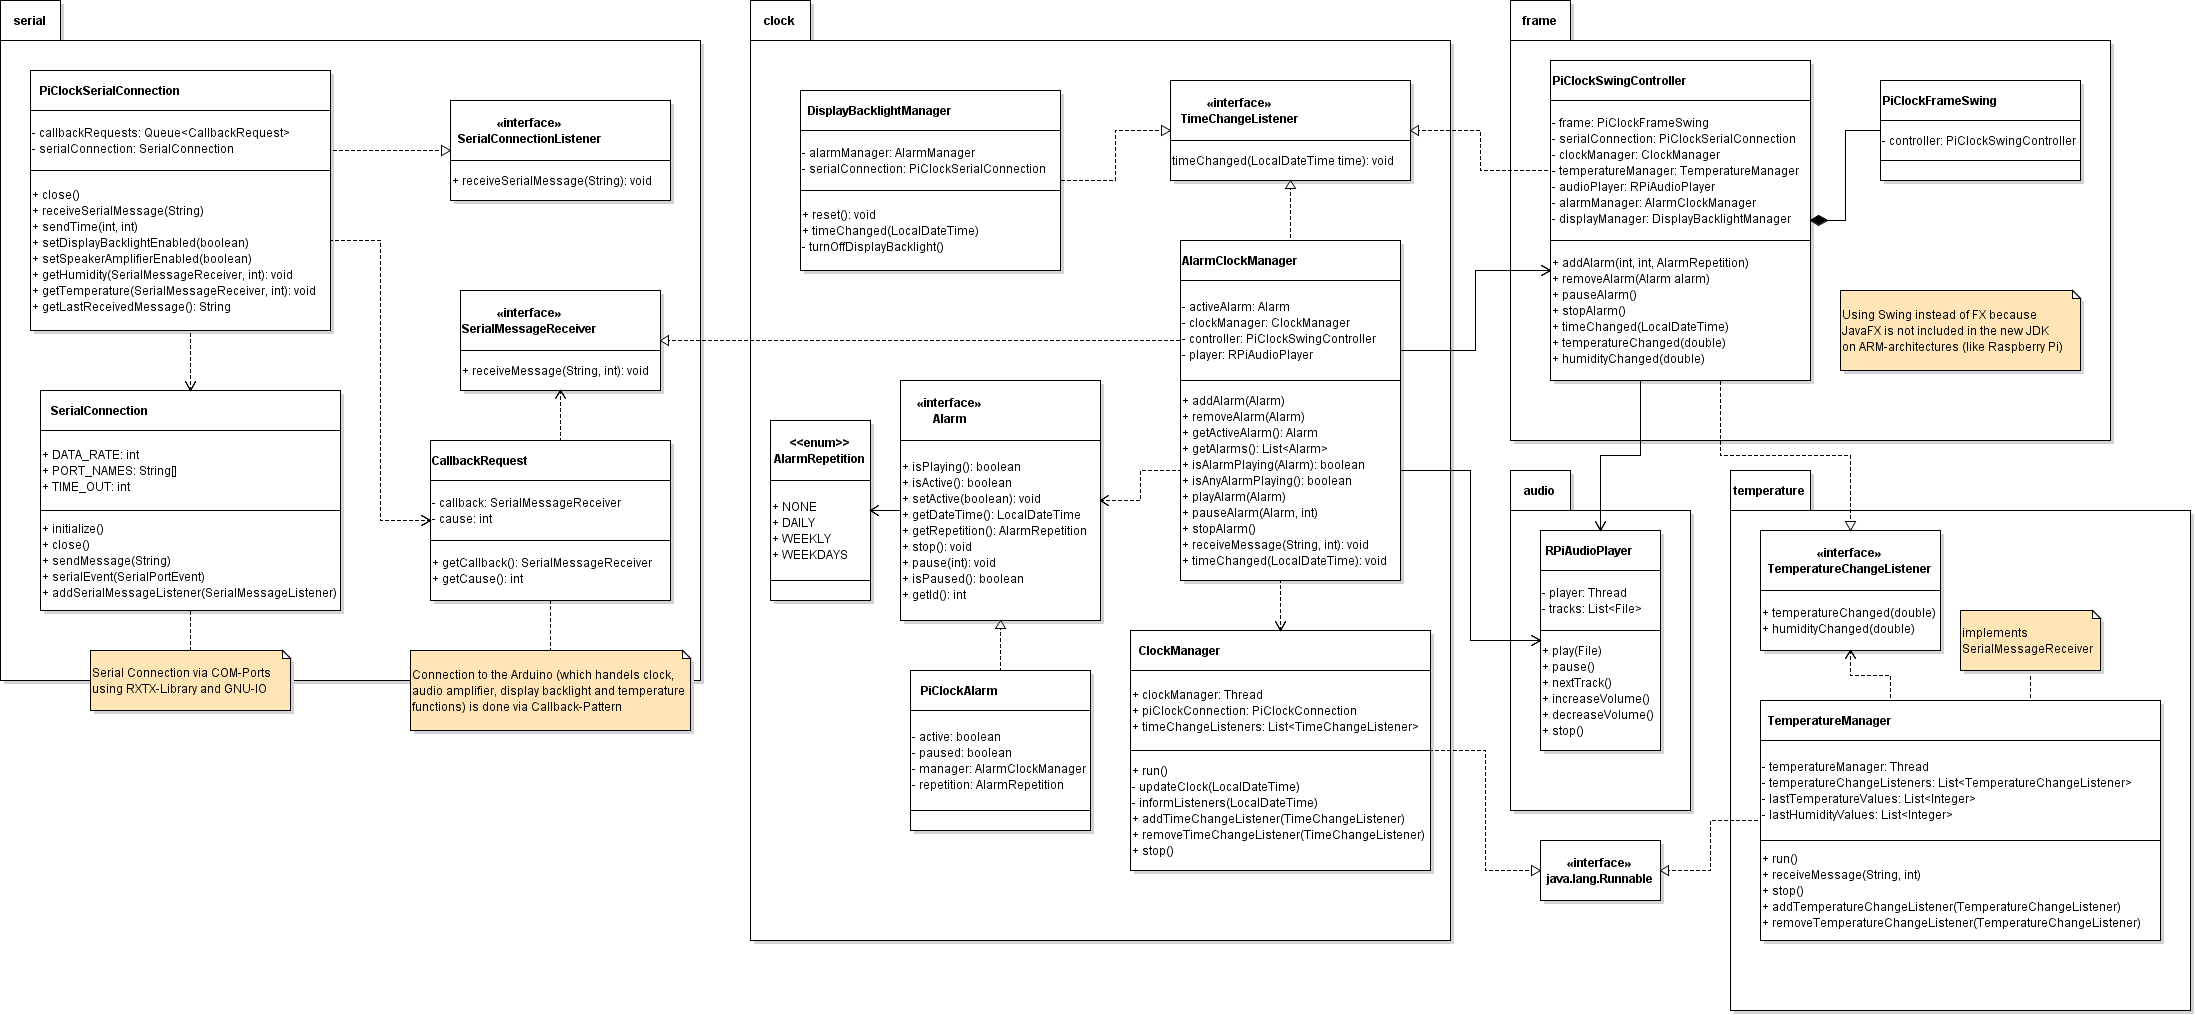 serial
PiClockSerialConnection
- callbackRequests: Queue<CallbackRequest>
- serialConnection: SerialConnection
+ close()
+ receiveSerialMessage(String)
+ sendTime(int, int)
+ setDisplayBacklightEnabled(boolean)
+ setSpeakerAmplifierEnabled(boolean)
+ getHumidity(SerialMessageReceiver, int): void
+ getTemperature(SerialMessageReceiver, int): void
+ getLastReceivedMessage(): String
«interface»
SerialConnectionListener
+ receiveSerialMessage(String): void
«interface»
SerialMessageReceiver
+ receiveMessage(String, int): void
SerialConnection
+ DATA_RATE: int
+ PORT_NAMES: String[]
+ TIME_OUT: int
+ initialize()
+ close()
+ sendMessage(String)
+ serialEvent(SerialPortEvent)
+ addSerialMessageListener(SerialMessageListener)
CallbackRequest
- callback: SerialMessageReceiver
- cause: int
+ getCallback(): SerialMessageReceiver
+ getCause(): int
Serial Connection via COM-Ports
using RXTX-Library and GNU-IO
Connection to the Arduino (which handels clock,
audio amplifier, display backlight and temperature
functions) is done via Callback-Pattern
clock
DisplayBacklightManager
- alarmManager: AlarmManager
- serialConnection: PiClockSerialConnection
+ reset(): void
+ timeChanged(LocalDateTime)
- turnOffDisplayBacklight()
«interface»
TimeChangeListener
timeChanged(LocalDateTime time): void
AlarmClockManager
- activeAlarm: Alarm
- clockManager: ClockManager
- controller: PiClockSwingController
- player: RPiAudioPlayer
+ addAlarm(Alarm)
+ removeAlarm(Alarm)
+ getActiveAlarm(): Alarm
+ getAlarms(): List<Alarm>
+ isAlarmPlaying(Alarm): boolean
+ isAnyAlarmPlaying(): boolean
+ playAlarm(Alarm)
+ pauseAlarm(Alarm, int)
+ stopAlarm()
+ receiveMessage(String, int): void
+ timeChanged(LocalDateTime): void
<<enum>>
AlarmRepetition
+ NONE
+ DAILY
+ WEEKLY
+ WEEKDAYS
«interface»
Alarm
+ isPlaying(): boolean
+ isActive(): boolean
+ setActive(boolean): void
+ getDateTime(): LocalDateTime
+ getRepetition(): AlarmRepetition
+ stop(): void
+ pause(int): void
+ isPaused(): boolean
+ getId(): int
PiClockAlarm
- active: boolean
- paused: boolean
- manager: AlarmClockManager
- repetition: AlarmRepetition
ClockManager
+ clockManager: Thread
+ piClockConnection: PiClockConnection
+ timeChangeListeners: List<TimeChangeListener>
+ run()
- updateClock(LocalDateTime)
- informListeners(LocalDateTime)
+ addTimeChangeListener(TimeChangeListener)
+ removeTimeChangeListener(TimeChangeListener)
+ stop()
frame
PiClockSwingController
- frame: PiClockFrameSwing
- serialConnection: PiClockSerialConnection
- clockManager: ClockManager
- temperatureManager: TemperatureManager
- audioPlayer: RPiAudioPlayer
- alarmManager: AlarmClockManager
- displayManager: DisplayBacklightManager
+ addAlarm(int, int, AlarmRepetition)
+ removeAlarm(Alarm alarm)
+ pauseAlarm()
+ stopAlarm()
+ timeChanged(LocalDateTime)
+ temperatureChanged(double)
+ humidityChanged(double)
PiClockFrameSwing
- controller: PiClockSwingController
Using Swing instead of FX because
JavaFX is not included in the new JDK
on ARM-architectures (like Raspberry Pi)
audio
RPiAudioPlayer
- player: Thread
- tracks: List<File>
+ play(File)
+ pause()
+ nextTrack()
+ increaseVolume()
+ decreaseVolume()
+ stop()
«interface»
java.lang.Runnable
temperature
«interface»
TemperatureChangeListener
+ temperatureChanged(double)
+ humidityChanged(double)
implements
SerialMessageReceiver
TemperatureManager
- temperatureManager: Thread
- temperatureChangeListeners: List<TemperatureChangeListener>
- lastTemperatureValues: List<Integer>
- lastHumidityValues: List<Integer>
+ run()
+ receiveMessage(String, int)
+ stop()
+ addTemperatureChangeListener(TemperatureChangeListener)
+ removeTemperatureChangeListener(TemperatureChangeListener)